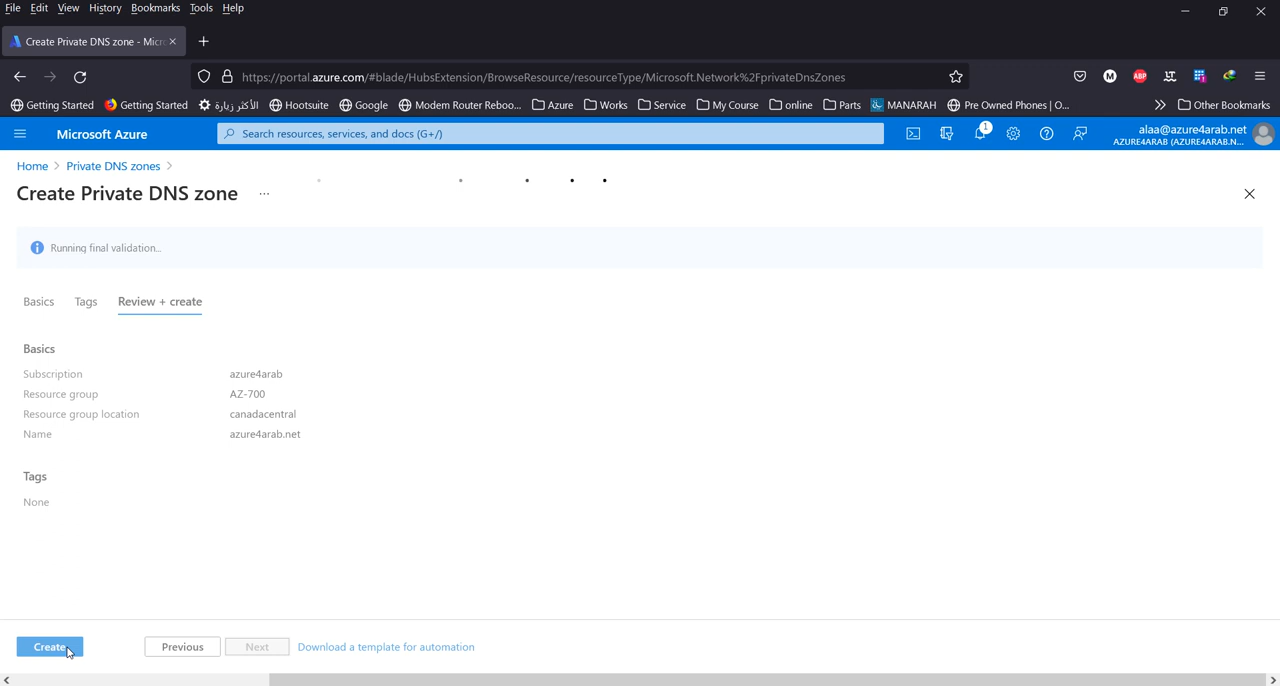 File Edit View History Bookmarks Tools Help
Create Private DNS zone - Micr
https://portal.azure.com/#blade/HubsExtension/BrowseResource/resourceType/Microsoft.Network%2FprivateDnsZones
M ABP LT 1
Getting Started Getting Started الأكثر زيارة Hootsuite Google Modem Router Reboo... Azure Works Service My Course online Parts MANARAH Pre Owned Phones | O... Other Bookmarks
Microsoft Azure Search resources, services, and docs (G+/) 1 alaa@azure4arab.net
AZURE4ARAB (AZURE4ARAB.N...
Home > Private DNS zones >
Create Private DNS zone ...
Running final validation...
Basics Tags Review + create
Basics
Subscription azure4arab
Resource group AZ-700
Resource group location canadacentral
Name azure4arab.net
Tags
None
Create Previous Next Download a template for automation